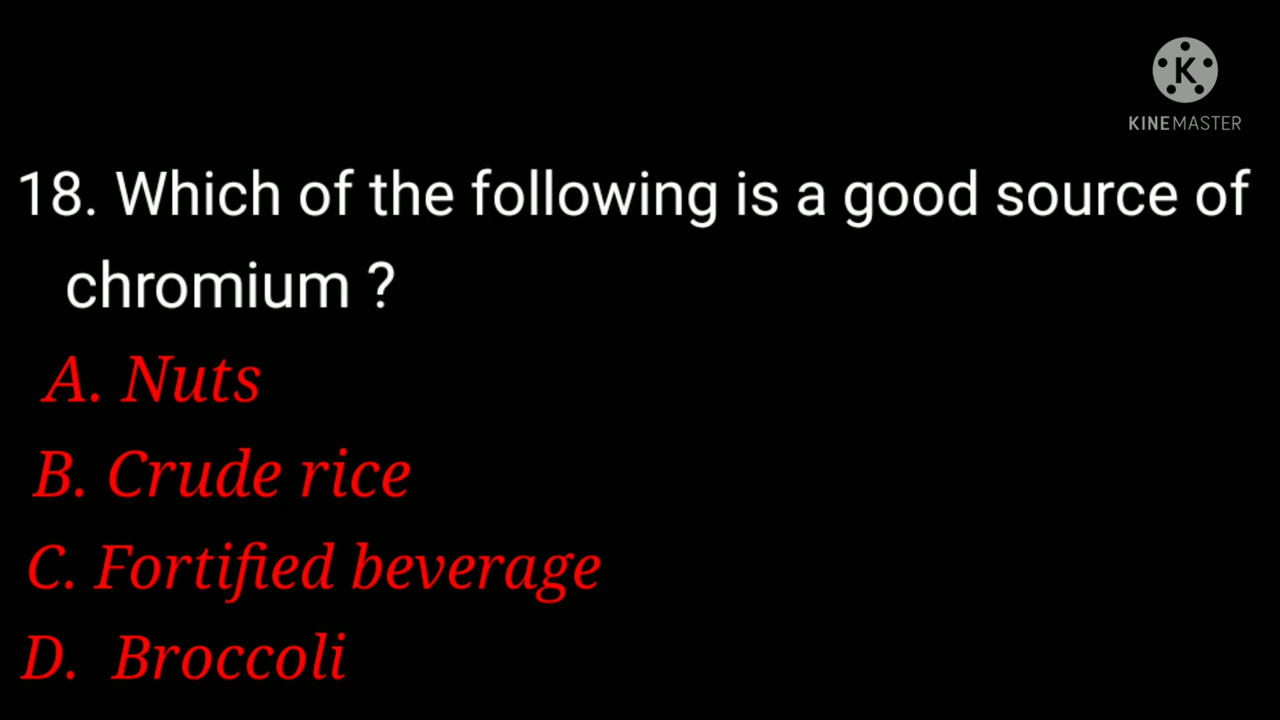 K
KINEMASTER
18. Which of the following is a good source of
chromium ?
A. Nuts
B. Crude rice
C. Fortified beverage
D. Broccoli